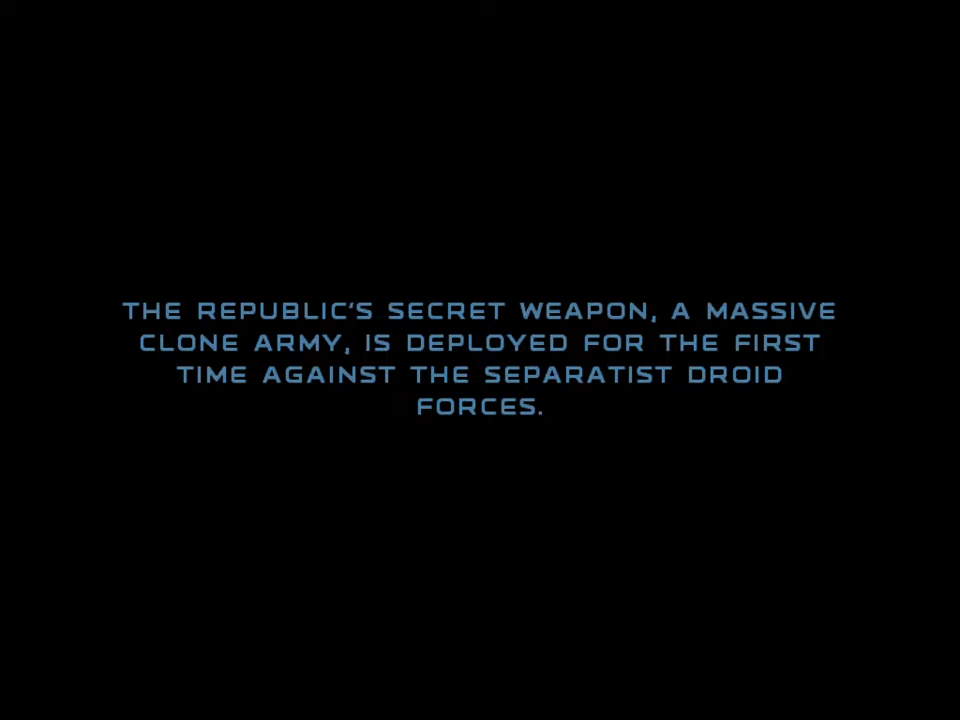 THE REPUBLIC'S SECRET WEAPON, A MASSIVE
CLONE ARMY, IS DEPLOYED FOR THE FIRST
TIME AGAINST THE SEPARATIST DROID
FORCES.